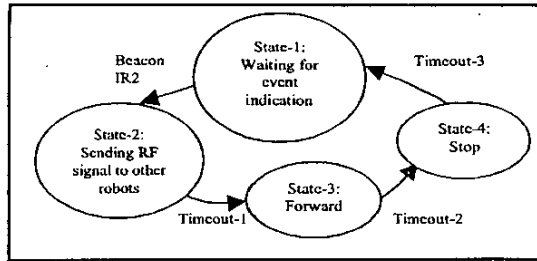 State-1:
Waiting for
event
indication
Beacon
IR2
Timeout-3
State-2:
Sending RF
signal to other
robots
State-4:
Stop
State-3:
Forward
Timeout-1
Timeout-2